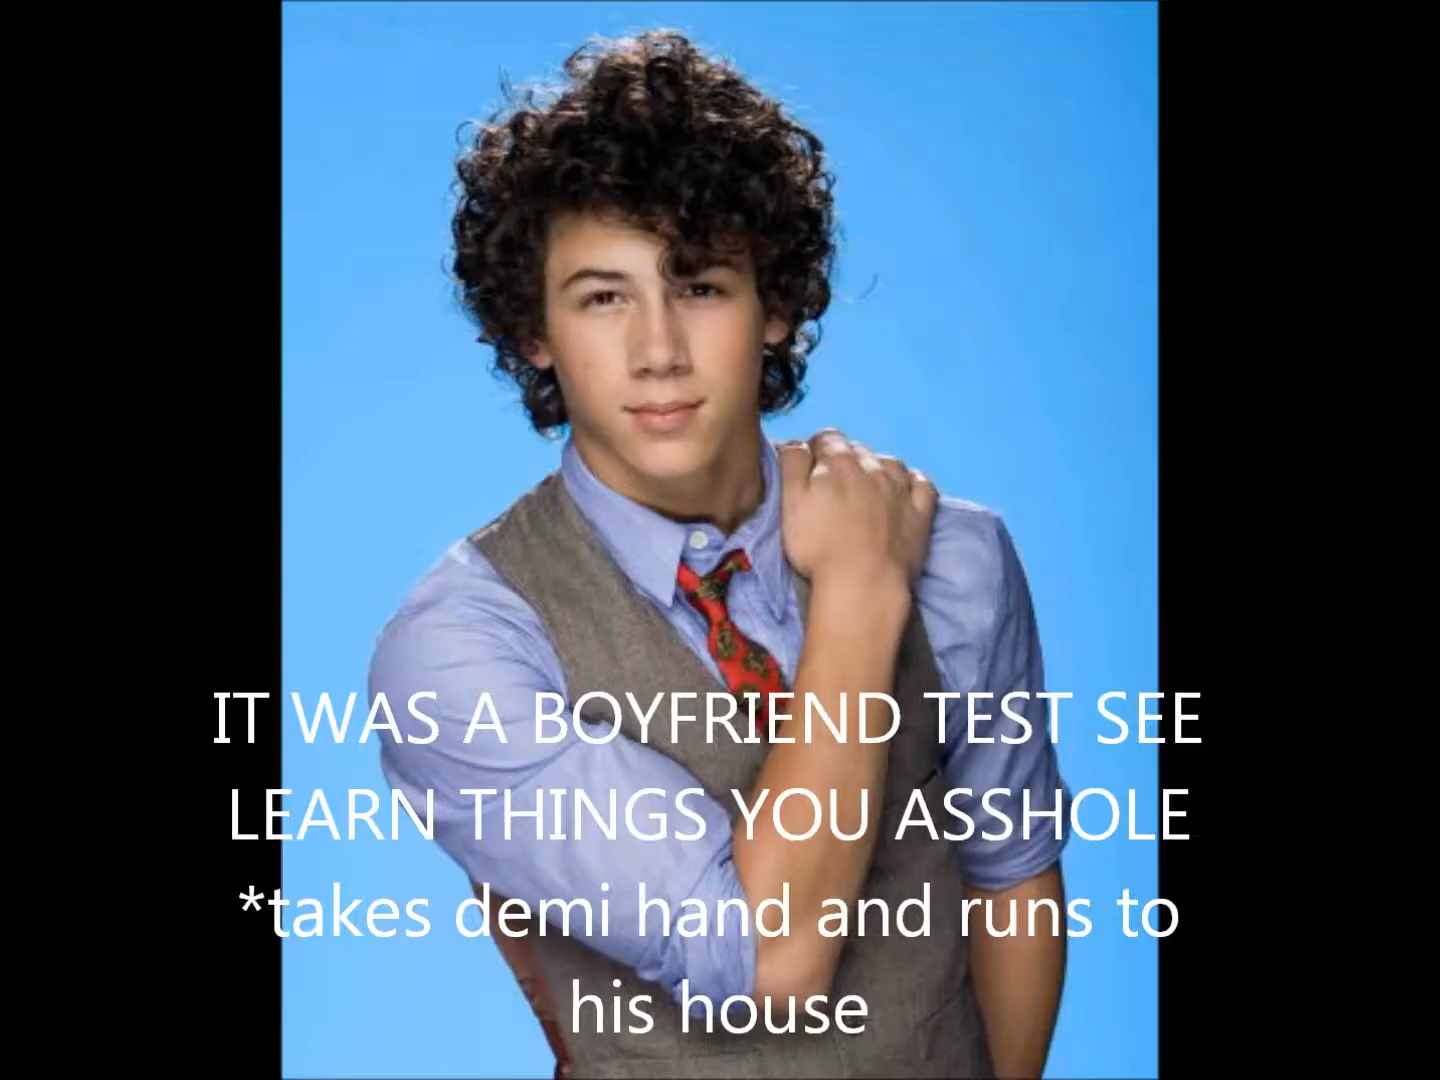 IT WAS A BOYFRIEND TEST SEE
LEARN THINGS YOU ASSHOLE
*takes demi hand and runs to
his house